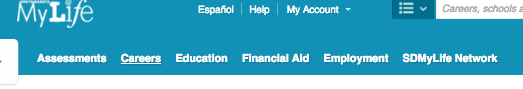 Español Help My Account Careers, schools
MyLife
Assessments Careers Education Financial Aid Employment SDMyLife Network